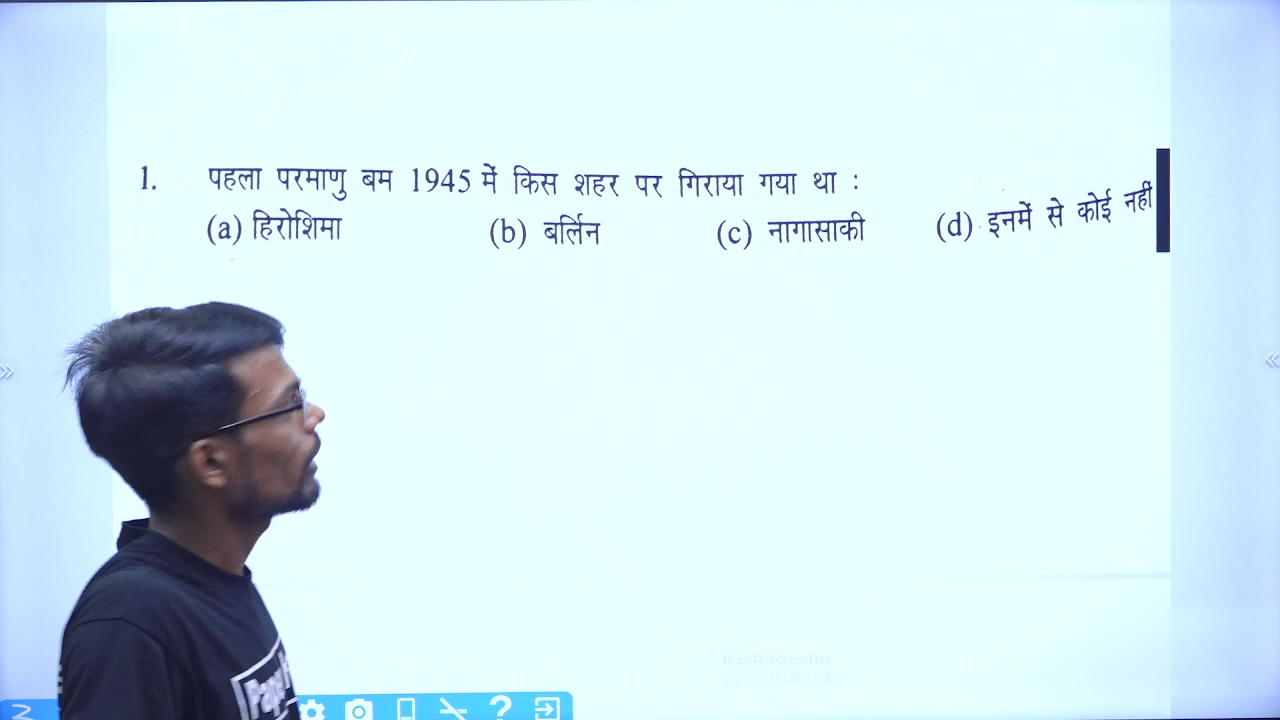 1. पहला परमाणु बम 1945 में किस शहर पर गिराया गया था :
(a) हिरोशिमा (b) बर्लिन (c) नागासाकी (d) इनमें से कोई नहीं